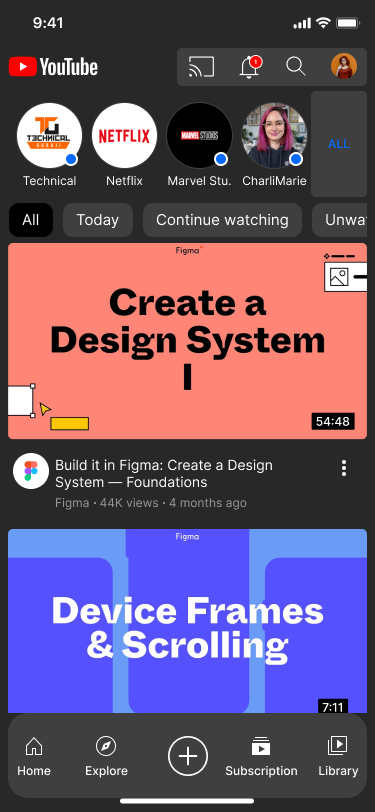 9:41
YouTube
1
TECHNICAL
NETFLIX
MARVEL STUDIOS
Technical
Netflix
Marvel Stu.
CharliMarie
ALL
All
Today
Continue watching
Unwa
Figma
Create a
Design System
I
54:48
Build it in Figma: Create a Design
System — Foundations
Figma • 44K views • 4 months ago
Figma
Device Frames
& Scrolling
7:11
Home
Explore
Subscription
Library